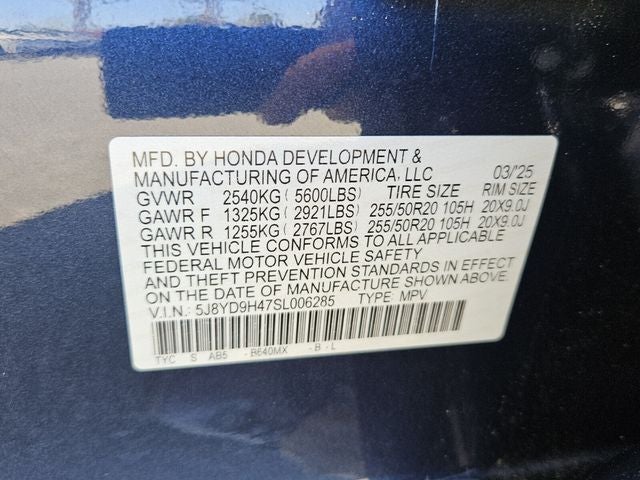 MFD. BY HONDA DEVELOPMENT &
MANUFACTURING OF AMERICA, LLC 03/'25
GVWR 2540KG ( 5600LBS) TIRE SIZE RIM SIZE
GAWR F 1325KG ( 2921LBS) 255/50R20 105H 20X9.0J
GAWR R 1255KG ( 2767LBS) 255/50R20 105H 20X9.0J
THIS VEHICLE CONFORMS TO ALL APPLICABLE
FEDERAL MOTOR VEHICLE SAFETY
AND THEFT PREVENTION STANDARDS IN EFFECT
ON THE DATE OF MANUFACTURE SHOWN ABOVE.
V.I.N.: 5J8YD9H47SL006285 TYPE: MPV
TYC S AB5 - B640MX - B - L